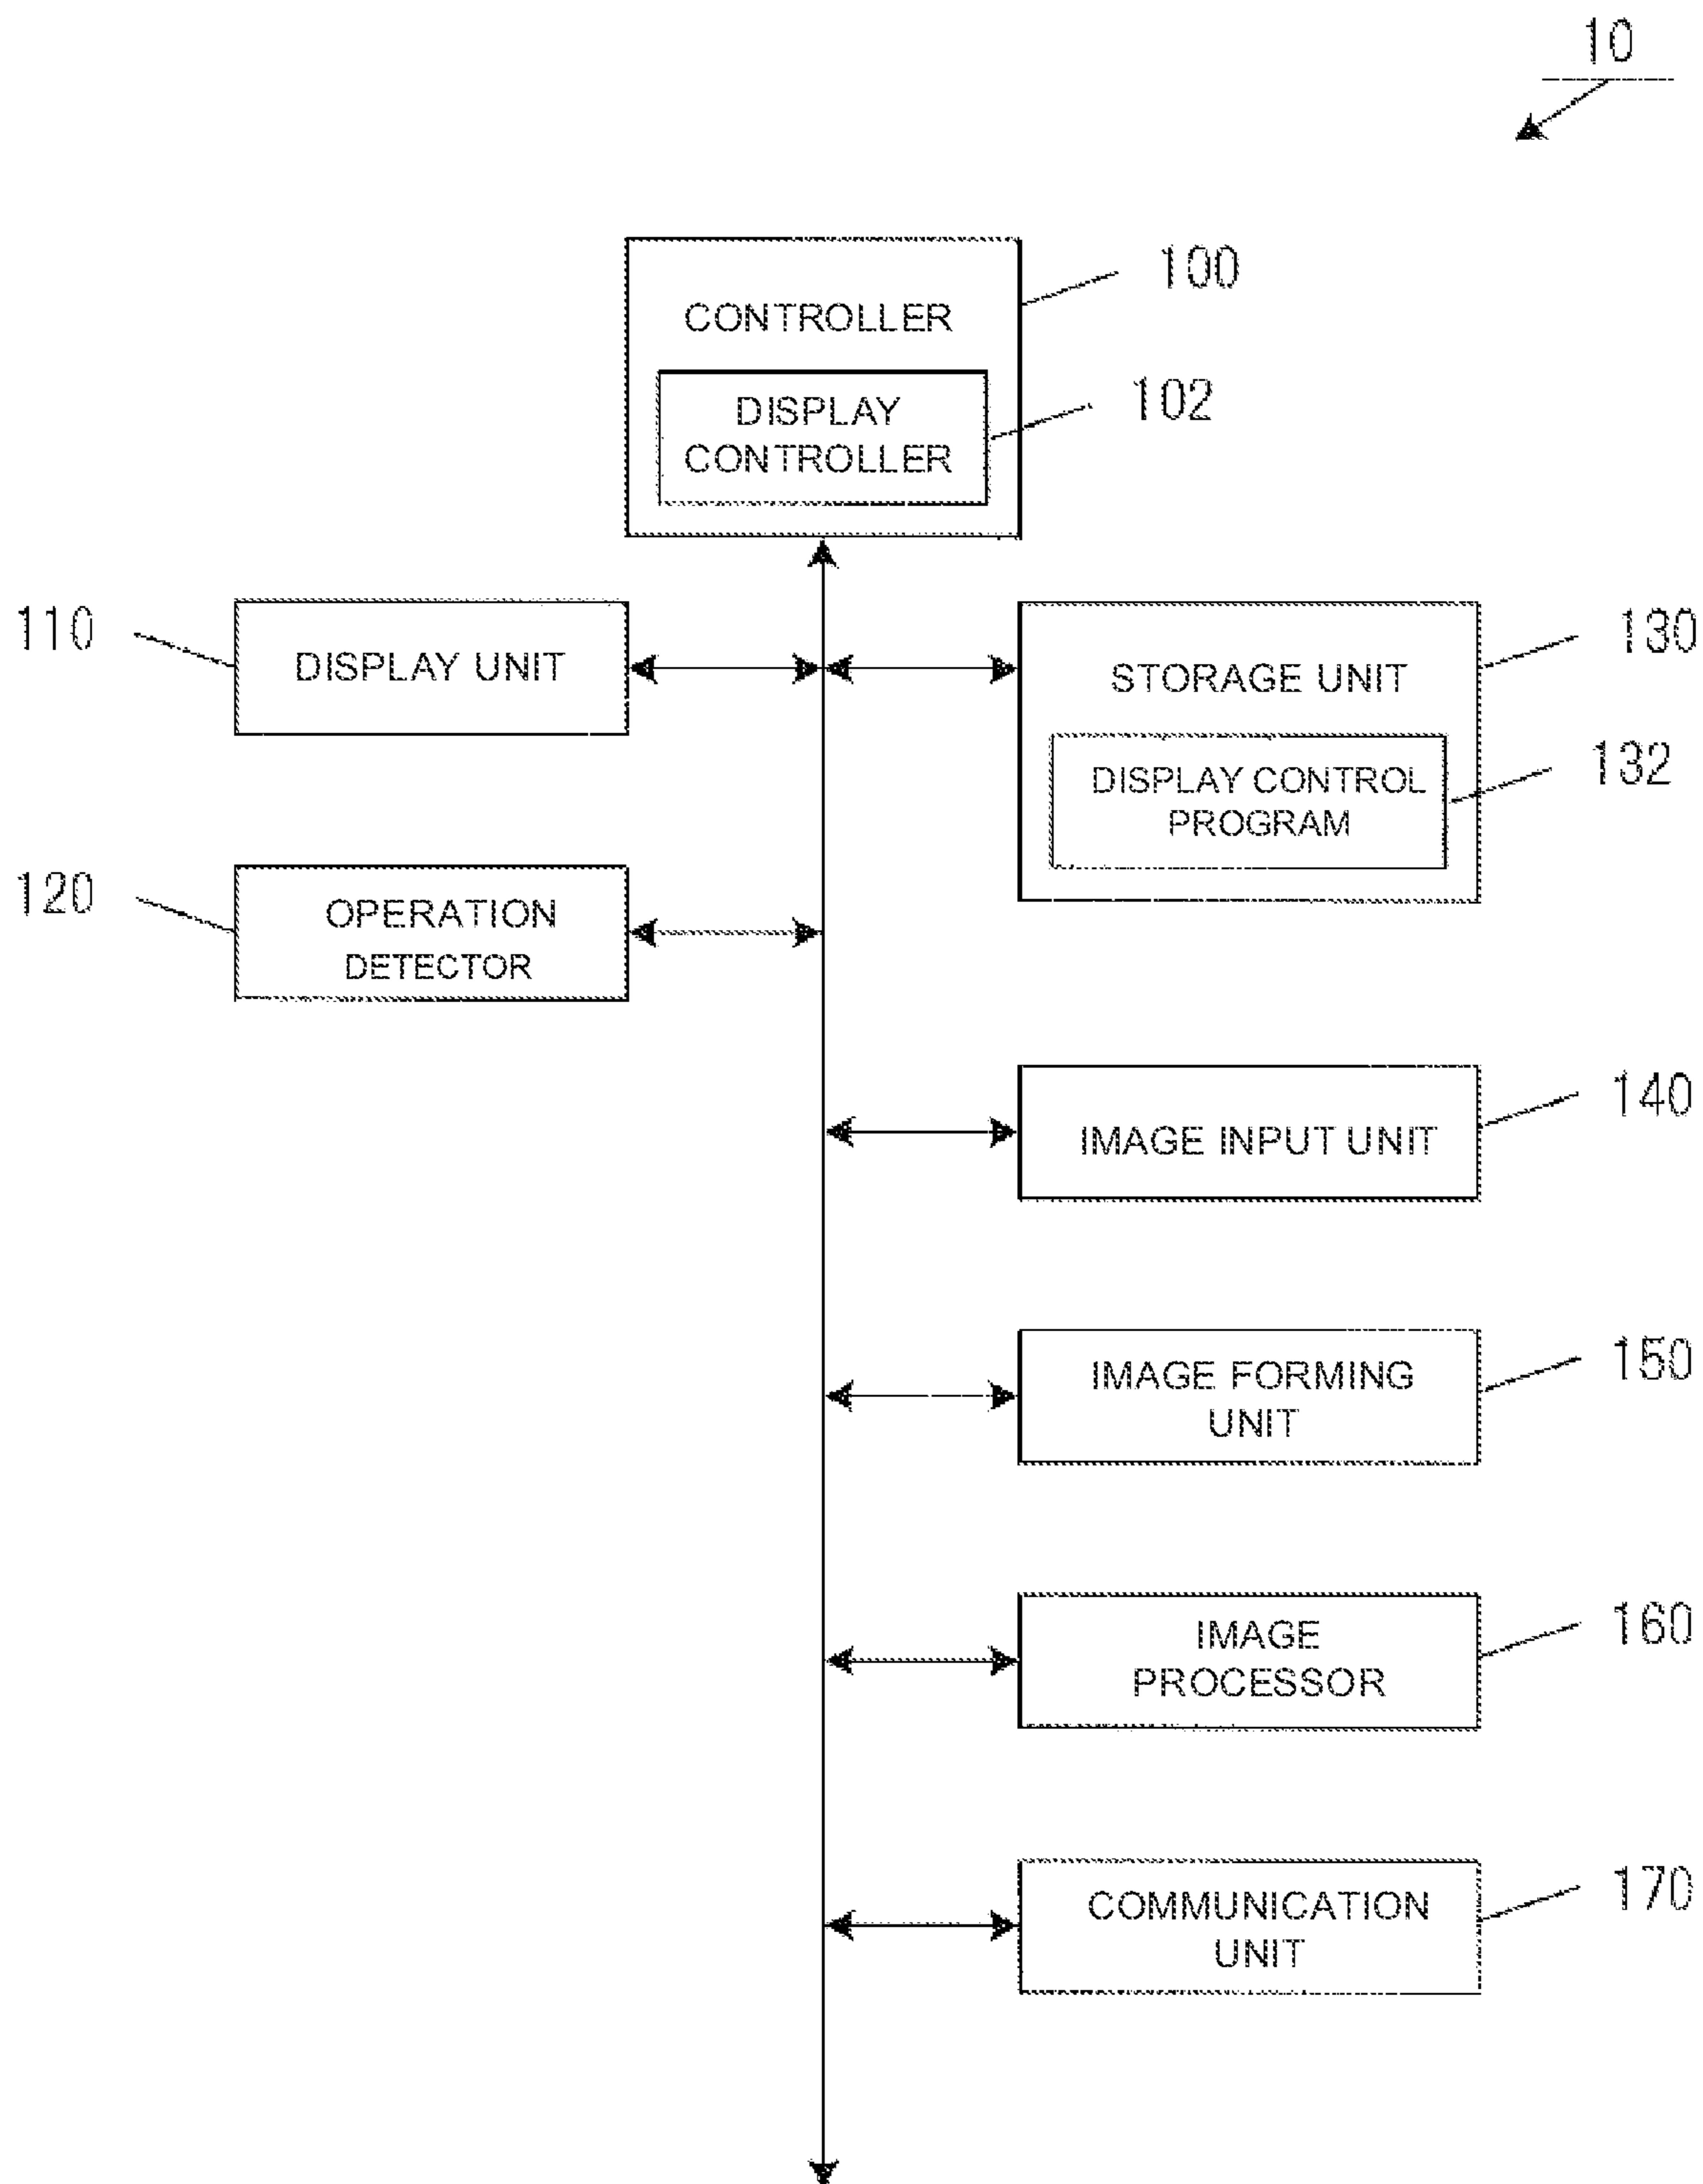 10
100
CONTROLLER
102
DISPLAY
CONTROLLER
110
DISPLAY UNIT
130
STORAGE UNIT
132
DISPLAY CONTROL
PROGRAM
120
OPERATION
DETECTOR
140
IMAGE INPUT UNIT
150
IMAGE FORMING
UNIT
160
IMAGE
PROCESSOR
170
COMMUNICATION
UNIT